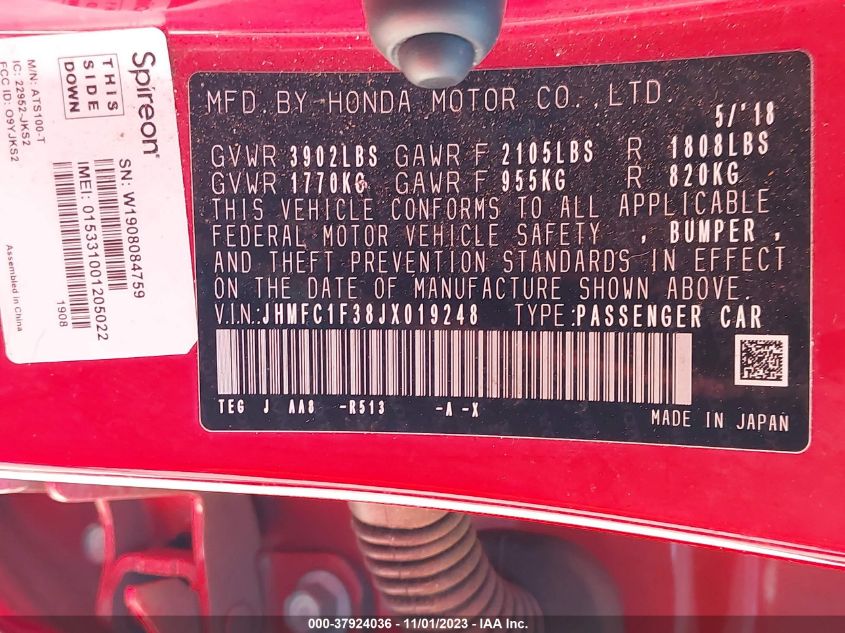 Spireon®
THIS
SIDE
DOWN
M/N: ATS100-T
IC: 22952-JKS2
FCC ID: O9YJKS2
SN: W1908084759
IMEI: 015331001205022
Assembled in China
1908
MFD. BY HONDA MOTOR CO.,LTD.
5/'18
GVWR 3902LBS GAWR F 2105LBS R 1808LBS
GVWR 1770KG GAWR F 955KG R 820KG
THIS VEHICLE CONFORMS TO ALL APPLICABLE
FEDERAL MOTOR VEHICLE SAFETY , BUMPER ,
AND THEFT PREVENTION STANDARDS IN EFFECT
ON THE DATE OF MANUFACTURE SHOWN ABOVE.
V.I.N.:JHMFC1F38JX019248 TYPE:PASSENGER CAR
TEG J AA8 -R513 -A -X
MADE IN JAPAN
000-37924036 - 11/01/2023 - IAA Inc.